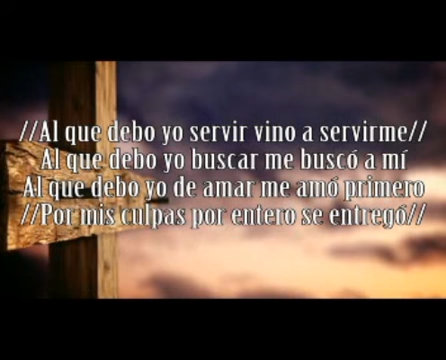 //Al que debo yo servir vino a servirme//
Al que debo yo buscar me buscó a mí
Al que debo yo de amar me amó primero
//Por mis culpas por entero se entregó//